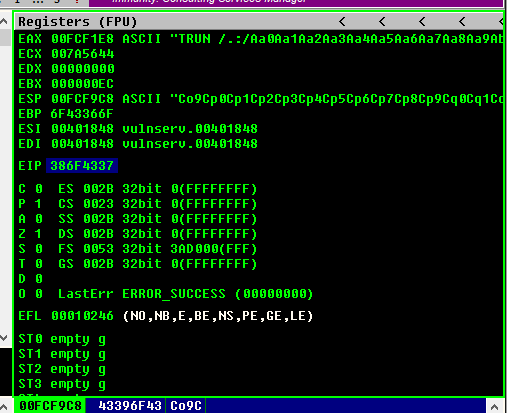 Immunity: Consulting Services Manager
Registers (FPU) < < < < <
EAX 00FCF1E8 ASCII "TRUN /.:/Aa0Aa1Aa2Aa3Aa4Aa5Aa6Aa7Aa8Aa9Ab
ECX 007A5644
EDX 00000000
EBX 000000EC
ESP 00FCF9C8 ASCII "Co9Cp0Cp1Cp2Cp3Cp4Cp5Cp6Cp7Cp8Cp9Cq0Cq1Cq
EBP 6F43366F
ESI 00401848 vulnserv.00401848
EDI 00401848 vulnserv.00401848
EIP 386F4337
C 0 ES 002B 32bit 0(FFFFFFFF)
P 1 CS 0023 32bit 0(FFFFFFFF)
A 0 SS 002B 32bit 0(FFFFFFFF)
Z 1 DS 002B 32bit 0(FFFFFFFF)
S 0 FS 0053 32bit 3AD000(FFF)
T 0 GS 002B 32bit 0(FFFFFFFF)
D 0
O 0 LastErr ERROR_SUCCESS (00000000)
EFL 00010246 (NO,NB,E,BE,NS,PE,GE,LE)
ST0 empty g
ST1 empty g
ST2 empty g
ST3 empty g
00FCF9C8 43396F43 Co9C